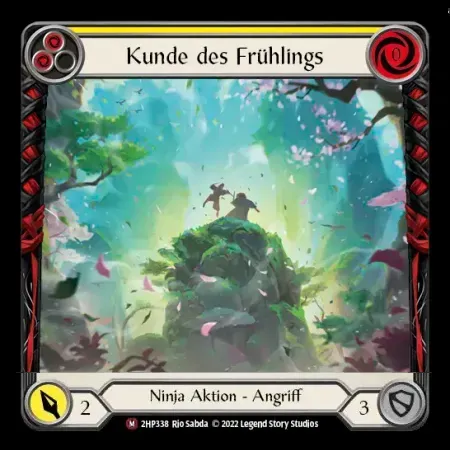 Kunde des Frühlings
0
Ninja Aktion - Angriff
2
3
M 2HP338 Rio Sabda © 2022 Legend Story Studios